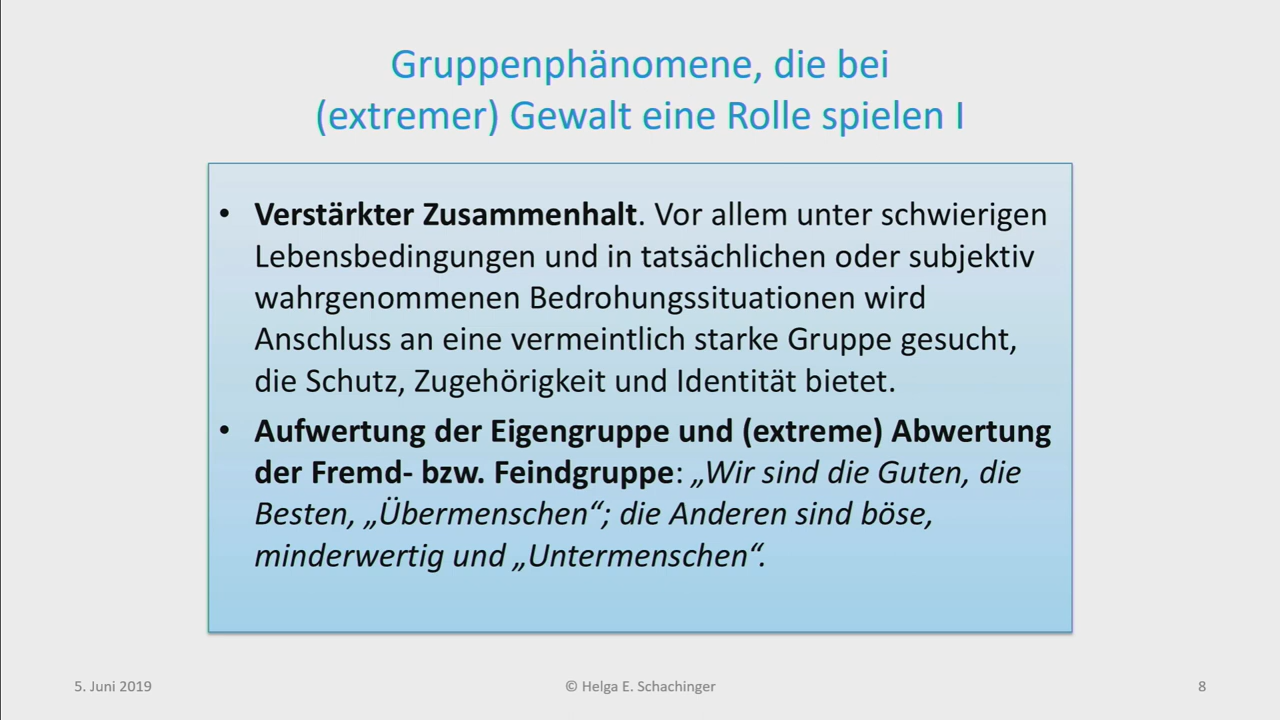 Gruppenphänomene, die bei
(extremer) Gewalt eine Rolle spielen I
• Verstärkter Zusammenhalt. Vor allem unter schwierigen
Lebensbedingungen und in tatsächlichen oder subjektiv
wahrgenommenen Bedrohungssituationen wird
Anschluss an eine vermeintlich starke Gruppe gesucht,
die Schutz, Zugehörigkeit und Identität bietet.
• Aufwertung der Eigengruppe und (extreme) Abwertung
der Fremd- bzw. Feindgruppe: „Wir sind die Guten, die
Besten, „Übermenschen“; die Anderen sind böse,
minderwertig und „Untermenschen“.
5. Juni 2019
© Helga E. Schachinger
8